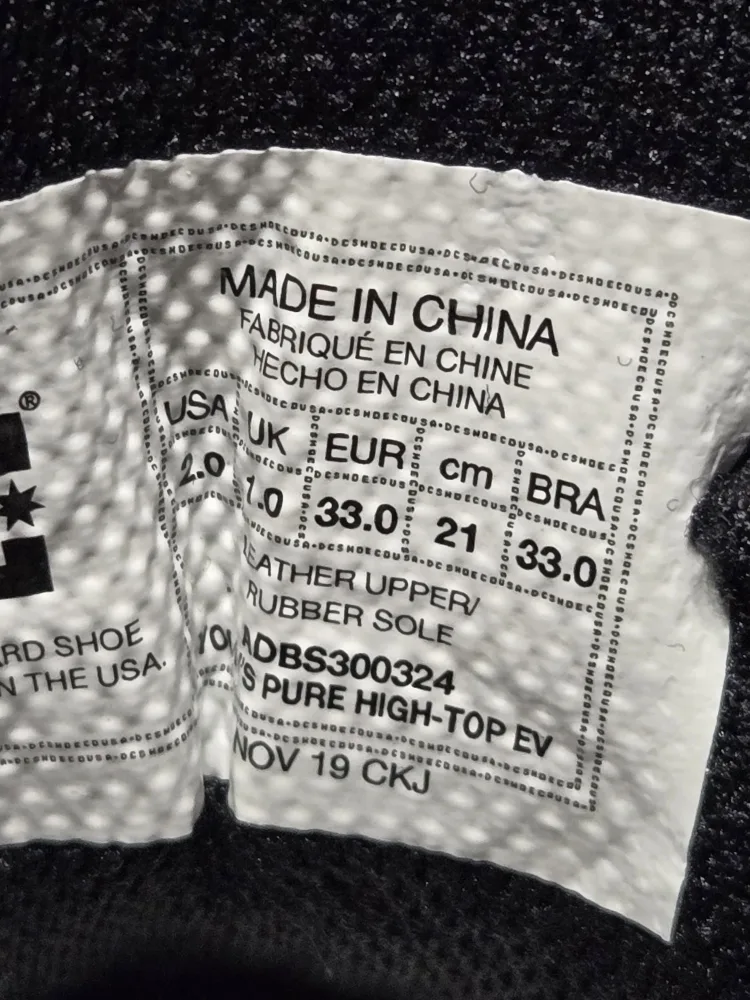 ®
ARD SHOE
N THE USA.
MADE IN CHINA
FABRIQUÉ EN CHINE
HECHO EN CHINA
USA UK EUR cm BRA
2.0 1.0 33.0 21 33.0
LEATHER UPPER/
RUBBER SOLE
ADBS300324
'S PURE HIGH-TOP EV
NOV 19 CKJ